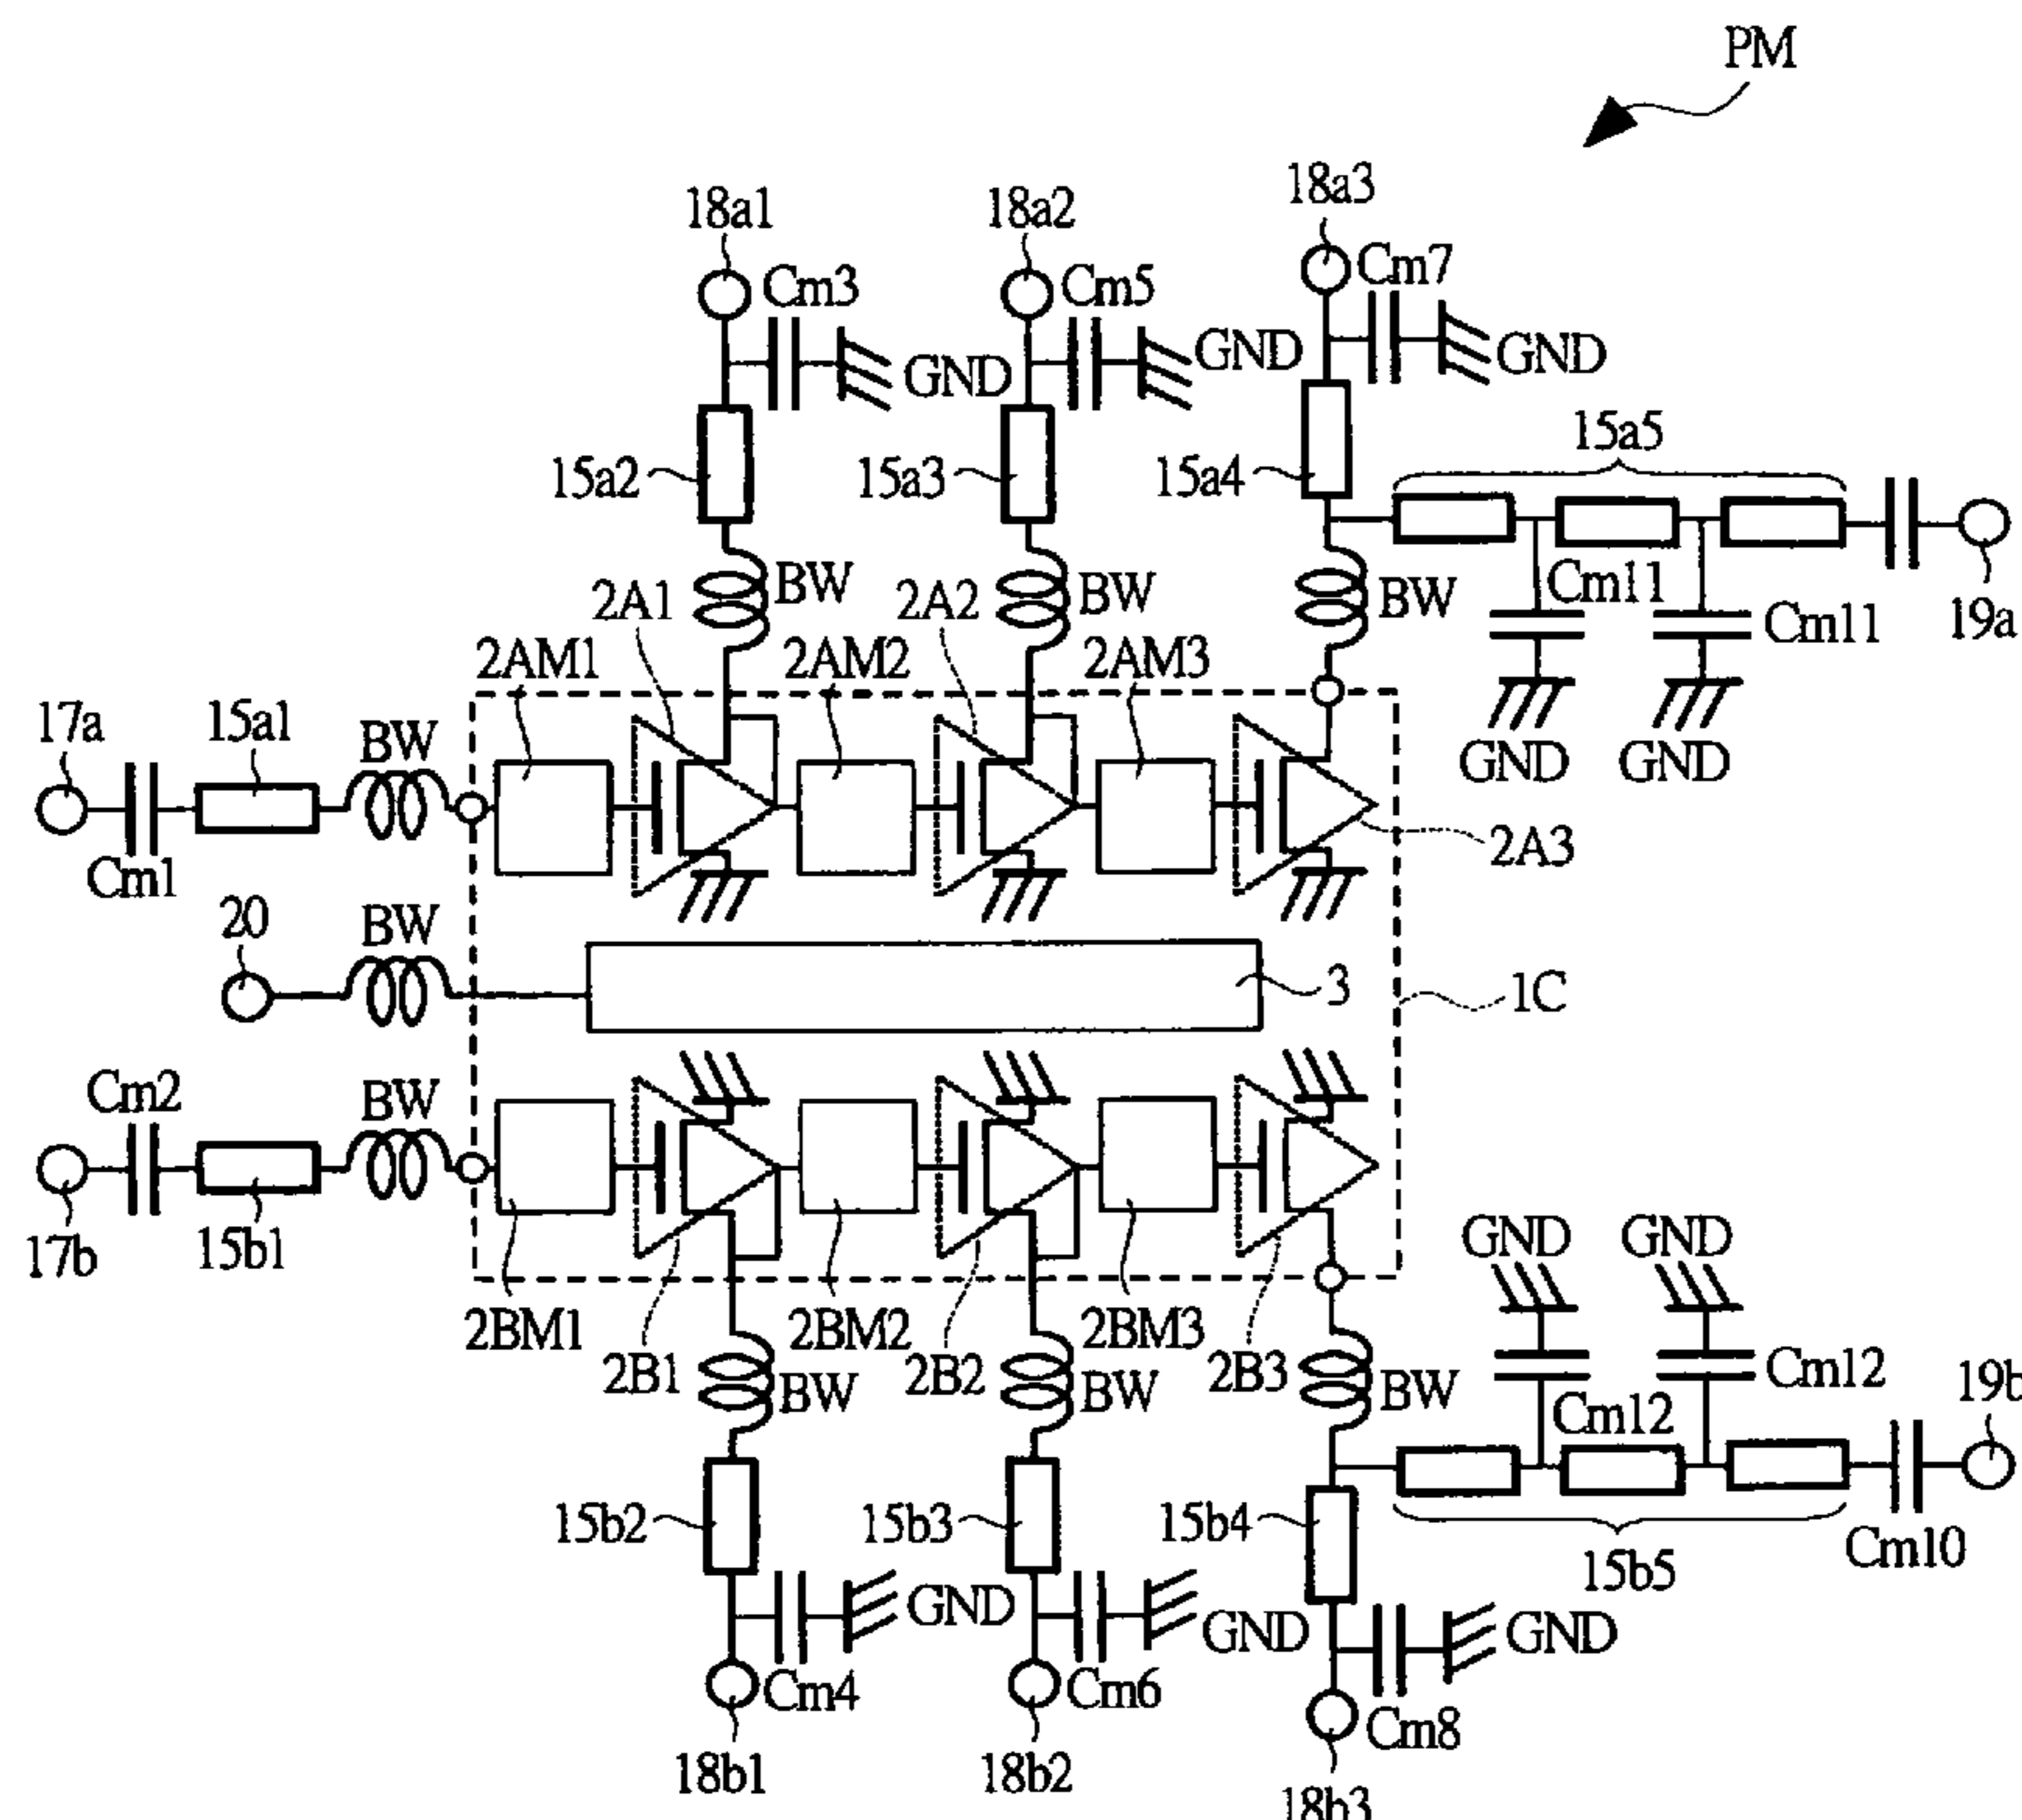 PM
18a1
18a2
18a3
Cm3
Cm5
Cm7
GND
GND
GND
15a2
15a3
15a4
15a5
BW
BW
BW
Cm11
Cm11
19a
2A1
2A2
2AM1
2AM2
2AM3
17a
15a1
BW
GND
GND
Cm1
2A3
20
BW
3
1C
Cm2
BW
17b
15b1
GND
GND
2BM1
2BM2
2BM3
2B1
2B2
2B3
BW
BW
BW
Cm12
Cm12
19b
15b2
15b3
15b4
15b5
Cm10
GND
GND
GND
Cm4
Cm6
Cm8
18b1
18b2
18b3